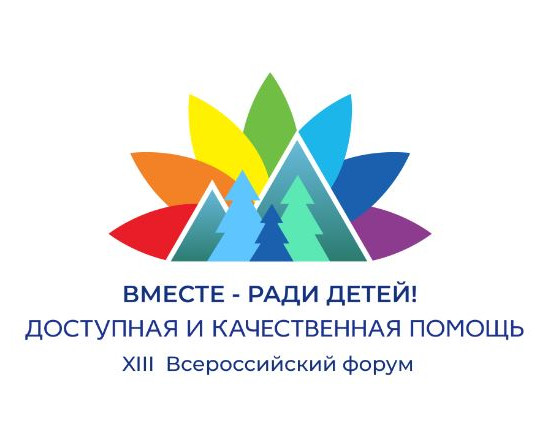 ВМЕСТЕ - РАДИ ДЕТЕЙ!
ДОСТУПНАЯ И КАЧЕСТВЕННАЯ ПОМОЩЬ
XIII Всероссийский форум